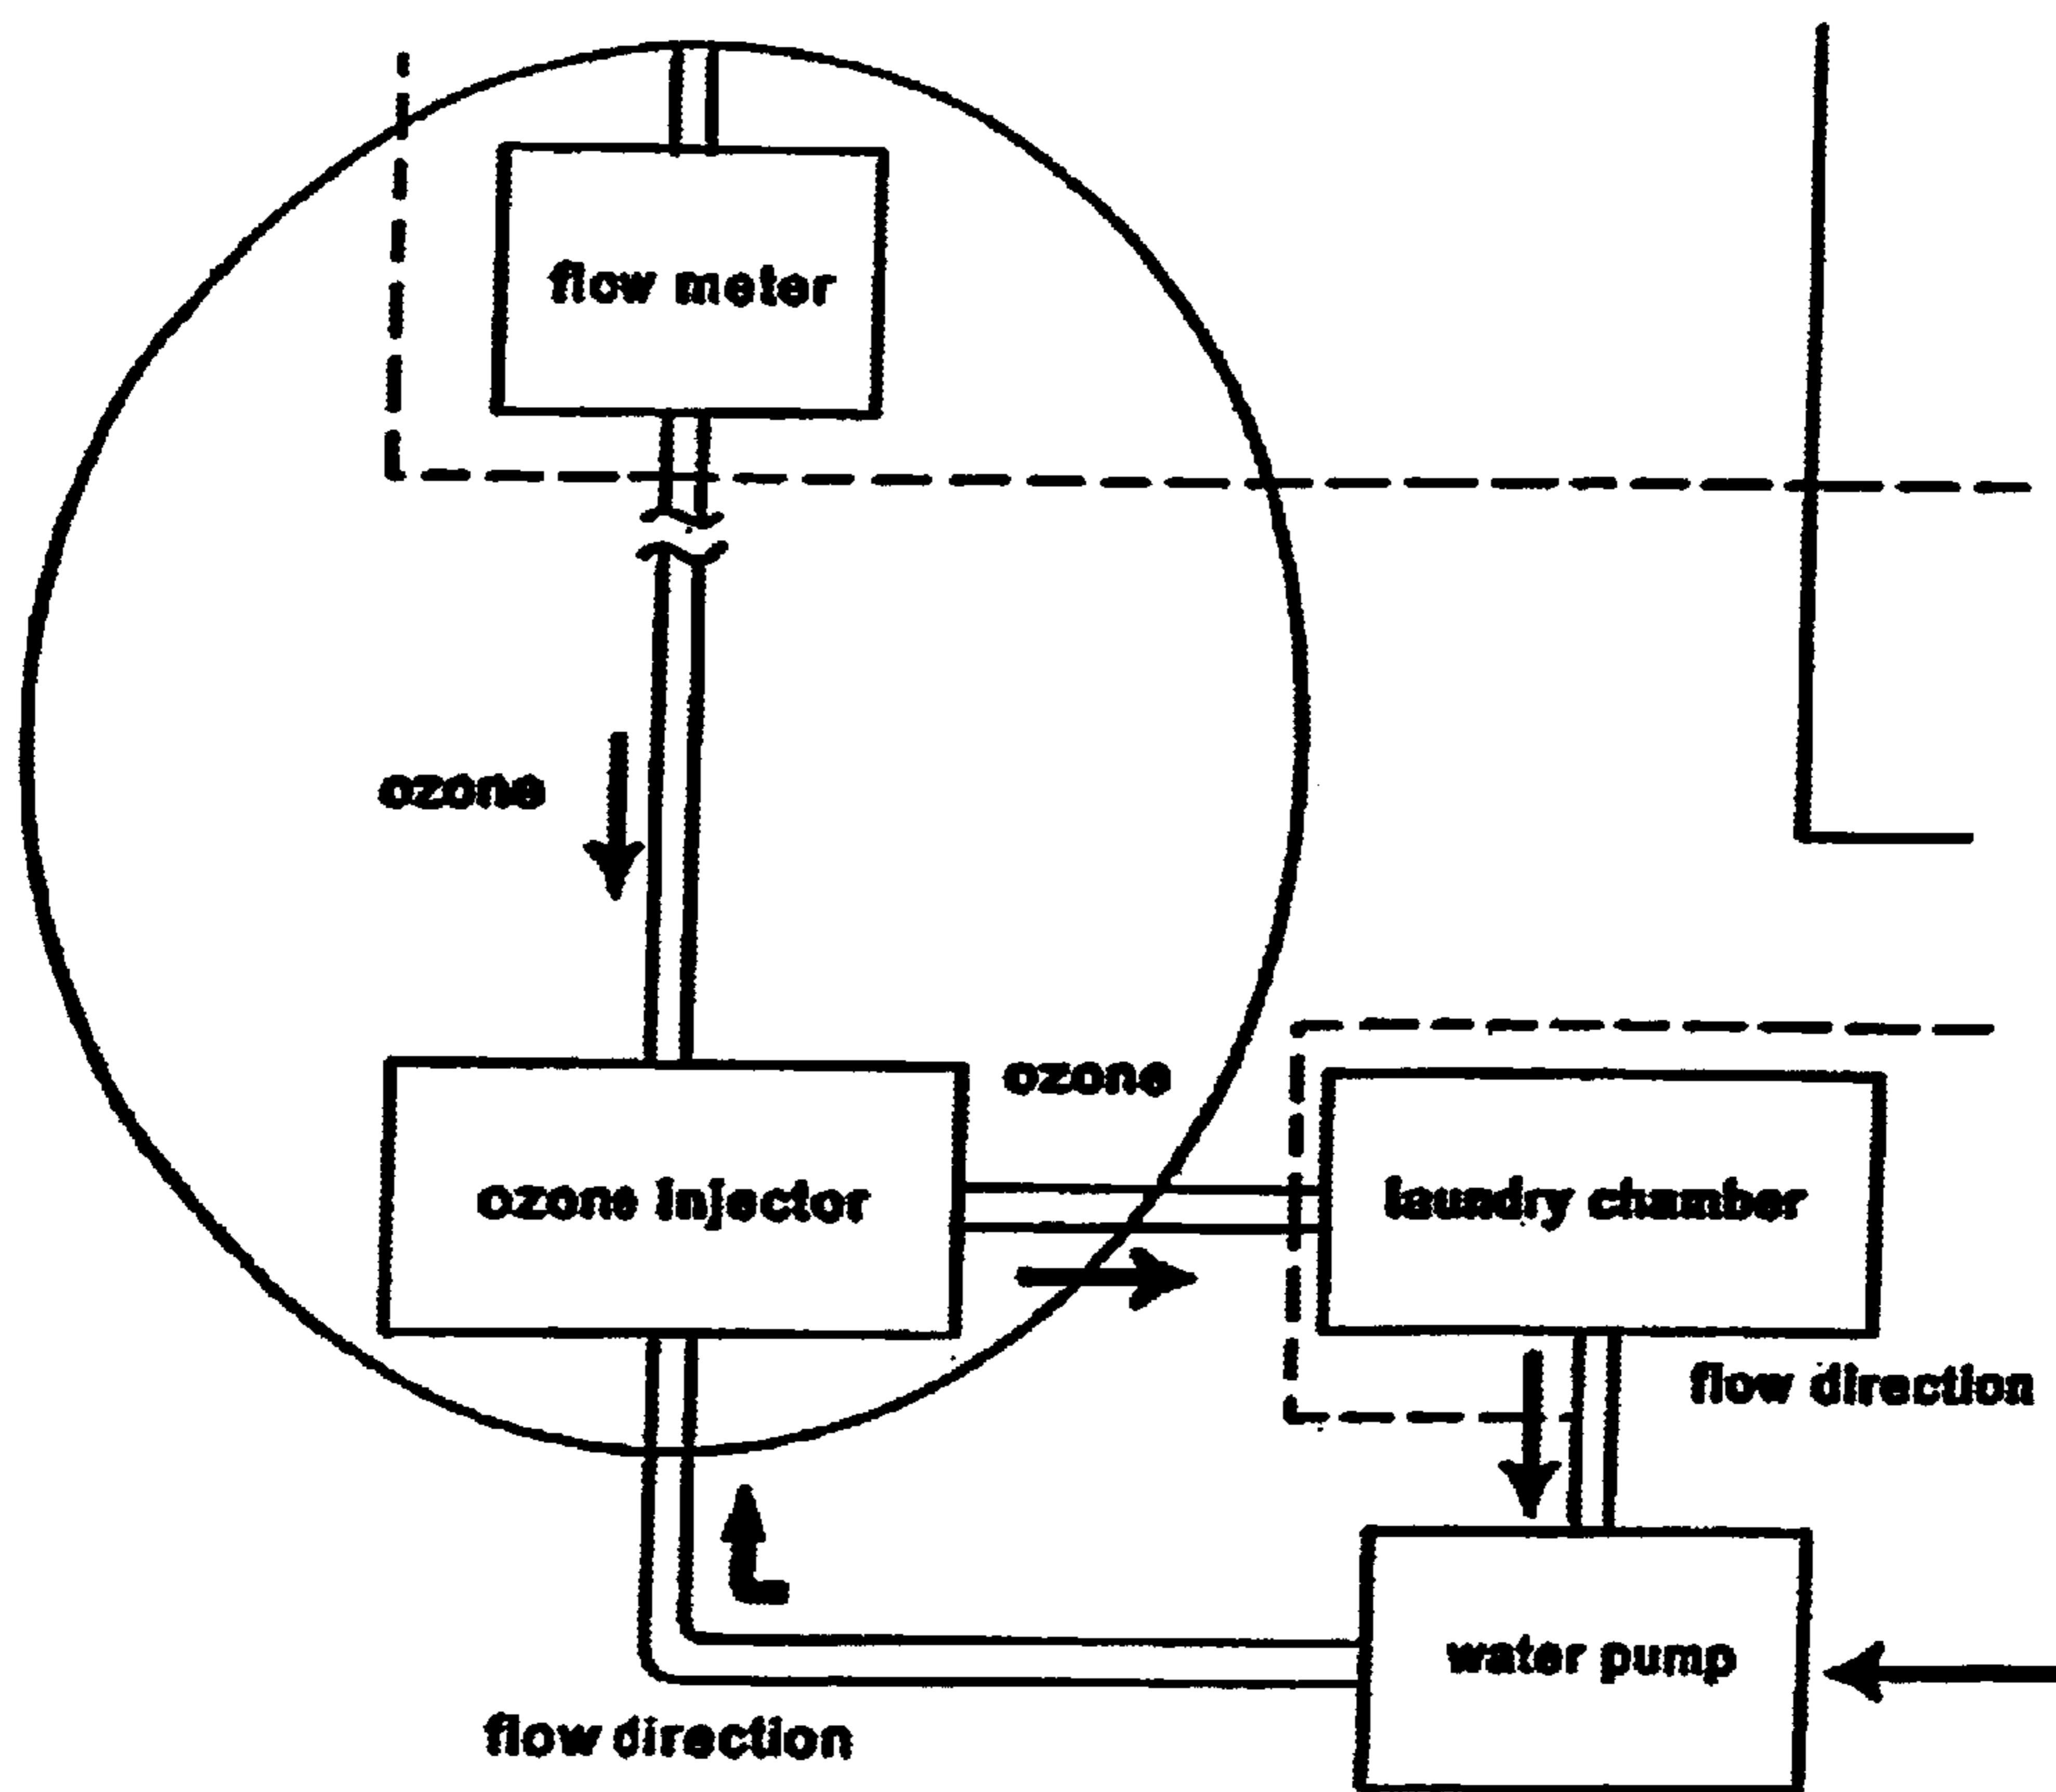 flow meter
ozone
ozone
ozone injector
laundry chamber
flow direction
water pump
flow direction